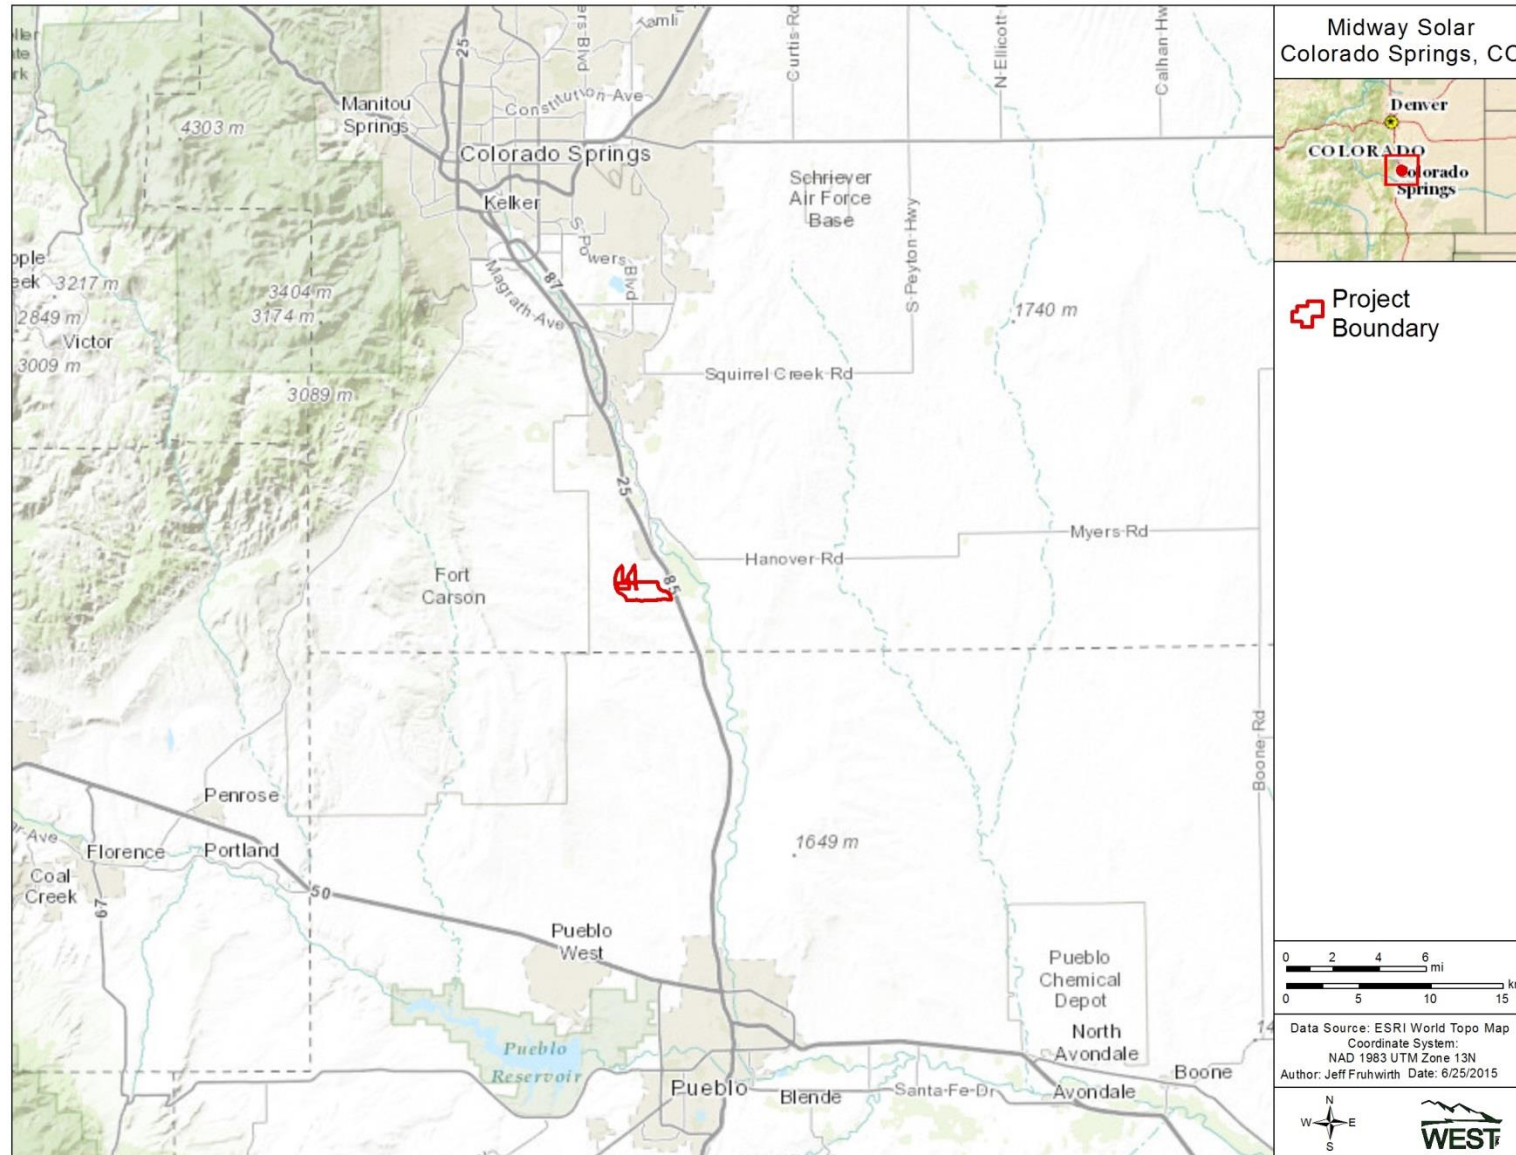 Midway Solar
Colorado Springs, CO
Denver
COLORADO
Colorado
Springs
Project
Boundary
25
Curtis Rd
N-Ellicott
Calhan Hw
Constitution Ave
Manitou
Springs
4303 m
Colorado Springs
Kelker
Schriever
Air Force
Base
S Powers Blvd
S Peyton Hwy
Magrath Ave
87
3217 m
3404 m
3174 m
2849 m
Victor
3009 m
3089 m
1740 m
Squirrel Creek Rd
25
Hanover Rd
Myers Rd
Fort
Carson
85
Boone Rd
Penrose
Florence
Portland
Coal
Creek
67
50
1649 m
Pueblo
West
Pueblo
Chemical
Depot
North
Avondale
Pueblo
Reservoir
Pueblo
Blende
Santa-Fe-Dr
Avondale
Boone
0 2 4 6
mi
0 5 10 15
Data Source: ESRI World Topo Map
Coordinate System:
NAD 1983 UTM Zone 13N
Author: Jeff Fruhwirth Date: 6/25/2015
N
W E
S
WEST